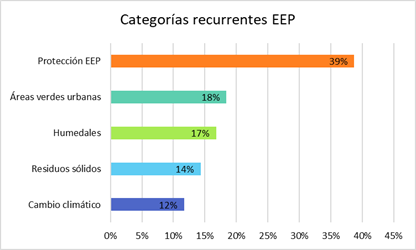 Categorías recurrentes EEP
Protección EEP 39%
Áreas verdes urbanas 18%
Humedales 17%
Residuos sólidos 14%
Cambio climático 12%
0% 5% 10% 15% 20% 25% 30% 35% 40% 45%